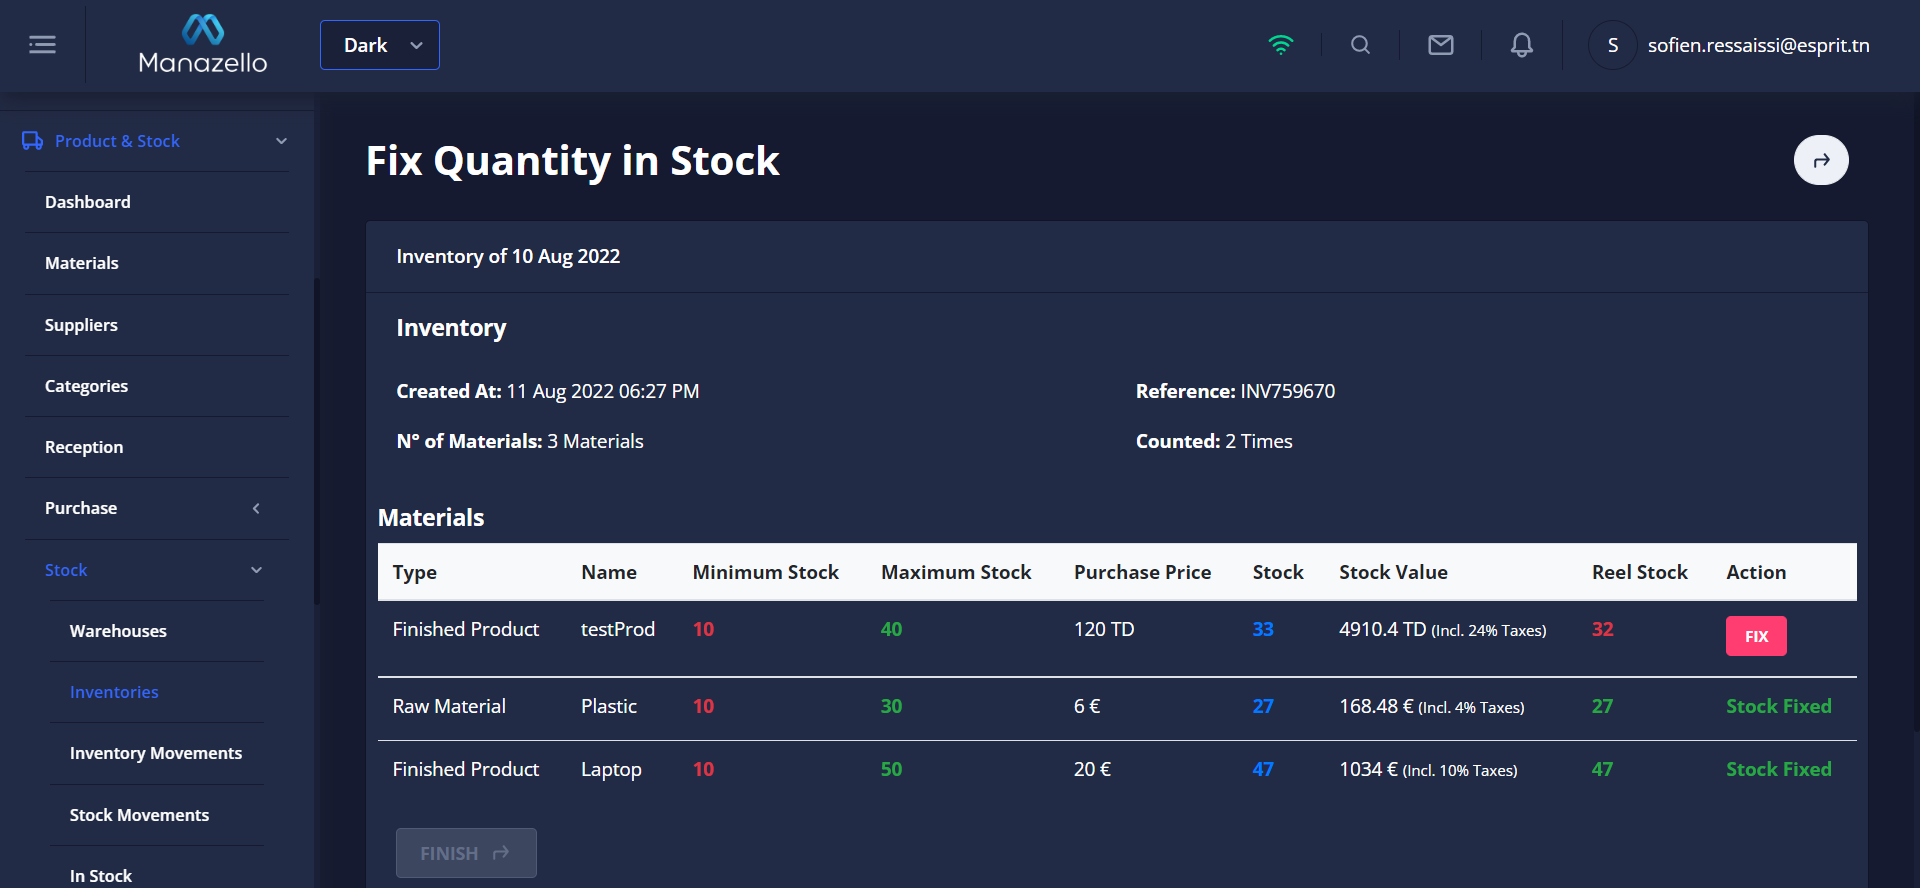 Manazello
Dark
S
sofien.ressaissi@esprit.tn
Product & Stock
Dashboard
Materials
Suppliers
Categories
Reception
Purchase
Stock
Warehouses
Inventories
Inventory Movements
Stock Movements
In Stock
Fix Quantity in Stock
Inventory of 10 Aug 2022
Inventory
Created At: 11 Aug 2022 06:27 PM
Reference: INV759670
N° of Materials: 3 Materials
Counted: 2 Times
Materials
Type Name Minimum Stock Maximum Stock Purchase Price Stock Stock Value Reel Stock Action
Finished Product testProd 10 40 120 TD 33 4910.4 TD (Incl. 24% Taxes) 32 FIX
Raw Material Plastic 10 30 6 € 27 168.48 € (Incl. 4% Taxes) 27 Stock Fixed
Finished Product Laptop 10 50 20 € 47 1034 € (Incl. 10% Taxes) 47 Stock Fixed
FINISH